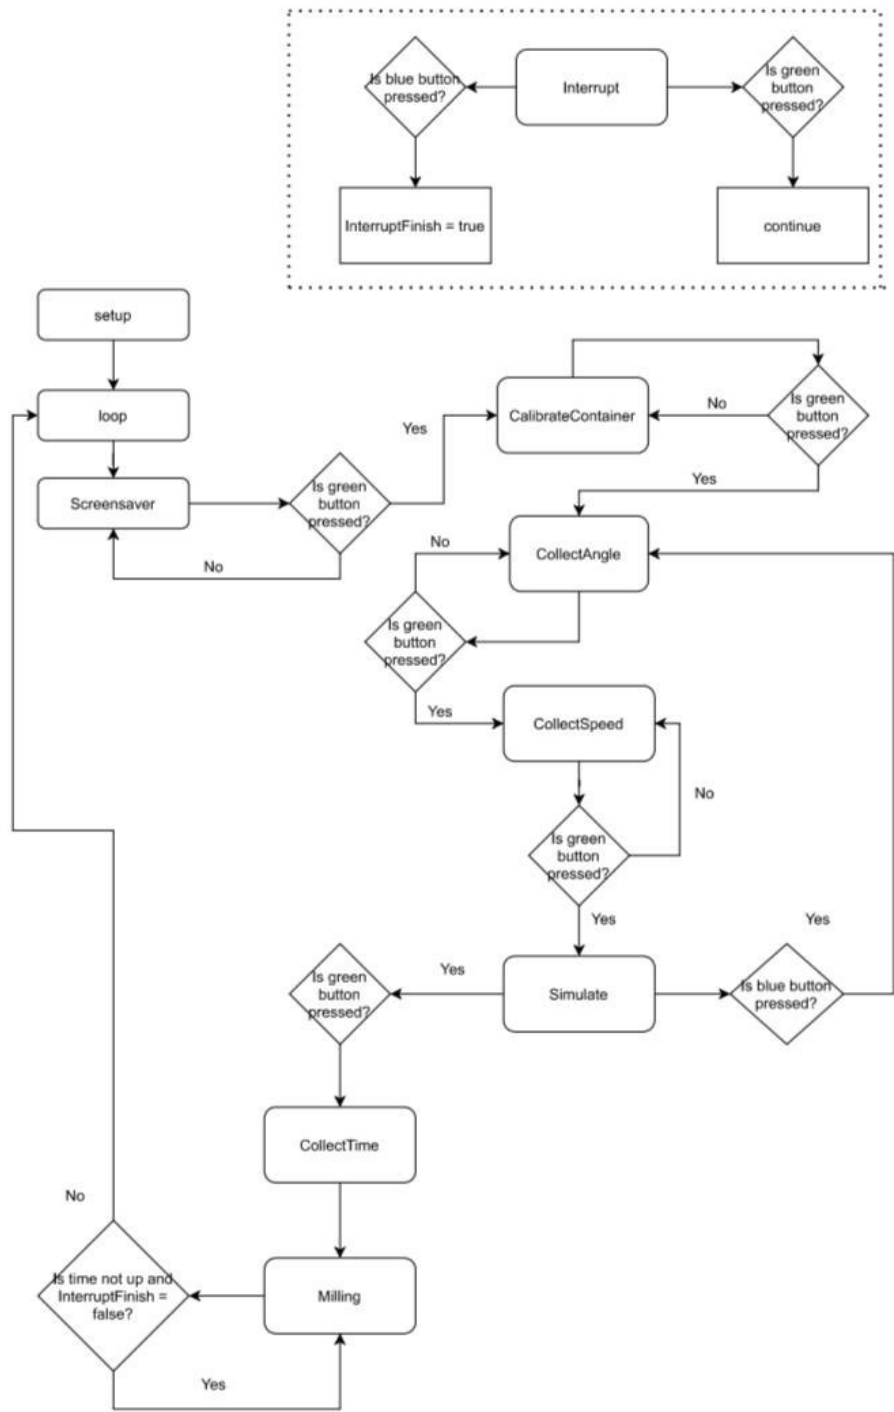 Is blue button
pressed?
Interrupt
Is green
button
pressed?
InterruptFinish = true
continue
setup
loop
Screensaver
Is green
button
pressed?
No
Yes
CalibrateContainer
No
Is green
button
pressed?
Yes
CollectAngle
No
Is green
button
pressed?
Yes
CollectSpeed
No
Is green
button
pressed?
Yes
Yes
Is green
button
pressed?
Yes
Simulate
Is blue button
pressed?
CollectTime
No
Is time not up and
InterruptFinish =
false?
Milling
Yes